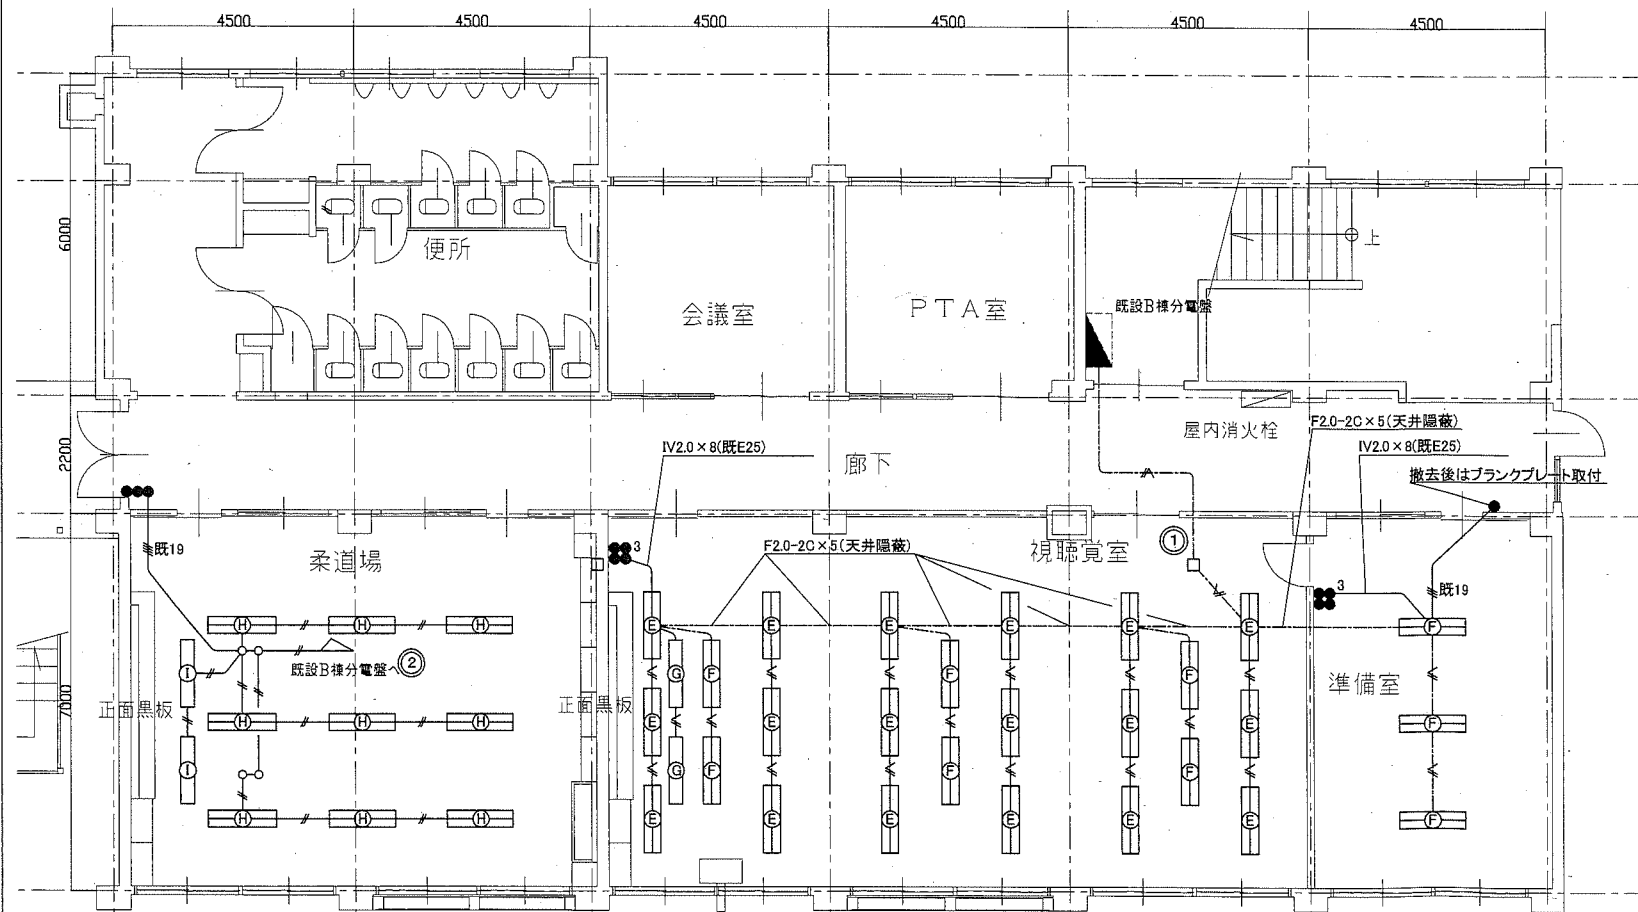 4500 4500 4500 4500 4500 4500
6000
便所
会議室
PTA室
上
既設B棟分電盤
2200
廊下
屋内消火栓
F2.0-2C×5(天井隠蔽)
IV2.0×8(既E25)
IV2.0×8(既E25)
撤去後はブランクプレート取付
既19
柔道場
3
F2.0-2C×5(天井隠蔽)
視聴覚室
①
3
既19
H H H
E E E E E E
F
I
既設B棟分電盤へ②
G F F F
準備室
7000
正面黒板
正面黒板
H H H
E E E E E E
F
I
G F F F
H H H
E E E E E E
F